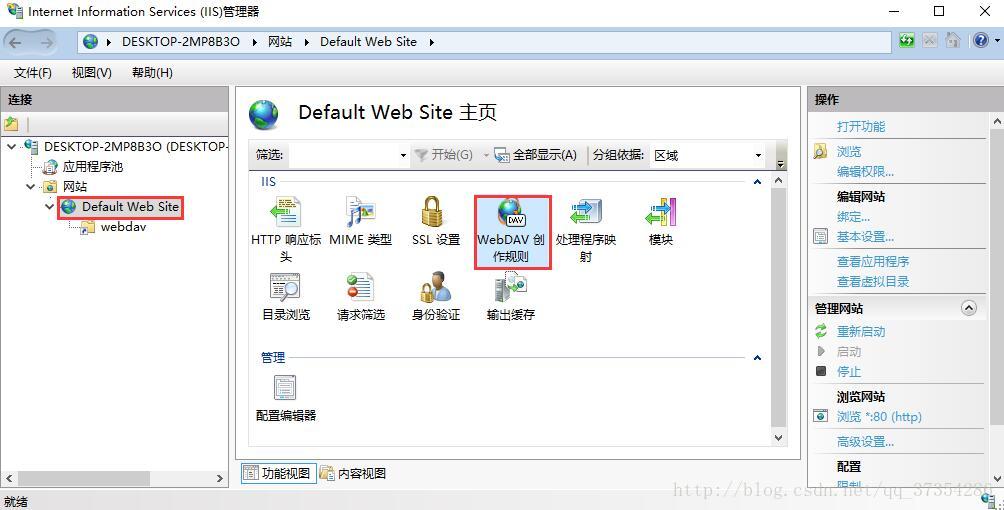 Internet Information Services (IIS)管理器
DESKTOP-2MP8B3O 网站 Default Web Site
文件(F) 视图(V) 帮助(H)
连接
DESKTOP-2MP8B3O (DESKTOP-
应用程序池
网站
Default Web Site
webdav
Default Web Site 主页
筛选: 开始(G) 全部显示(A) 分组依据: 区域
IIS
HTTP 响应标头 MIME 类型 SSL 设置 WebDAV 创作规则 处理程序映射 模块
目录浏览 请求筛选 身份验证 输出缓存
管理
配置编辑器
功能视图 内容视图
操作
打开功能
浏览
编辑权限...
编辑网站
绑定...
基本设置...
查看应用程序
查看虚拟目录
管理网站
重新启动
启动
停止
浏览网站
浏览 *:80 (http)
高级设置...
配置
限制
就绪
http://blog.csdn.net/qq_37354286